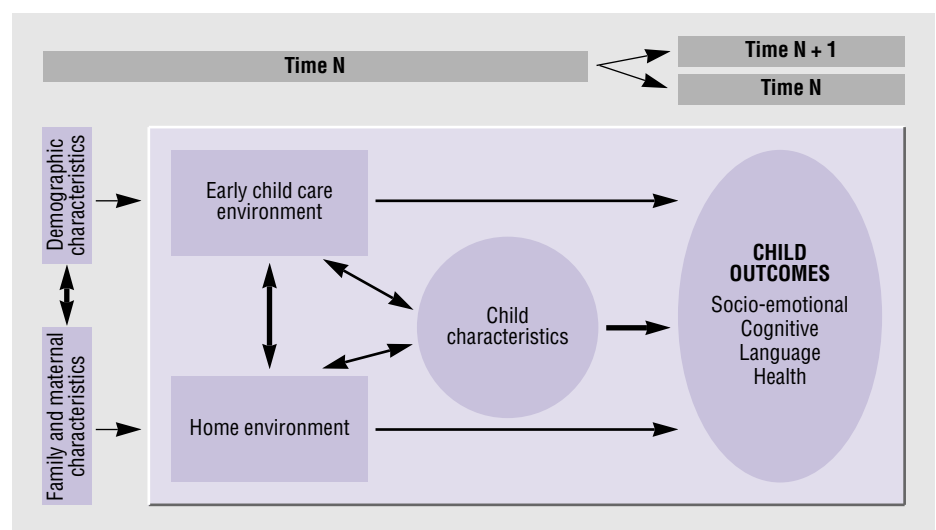 Time N
Time N + 1
Time N
Demographic
characteristics
Family and maternal
characteristics
Early child care
environment
Home environment
Child
characteristics
CHILD
OUTCOMES
Socio-emotional
Cognitive
Language
Health